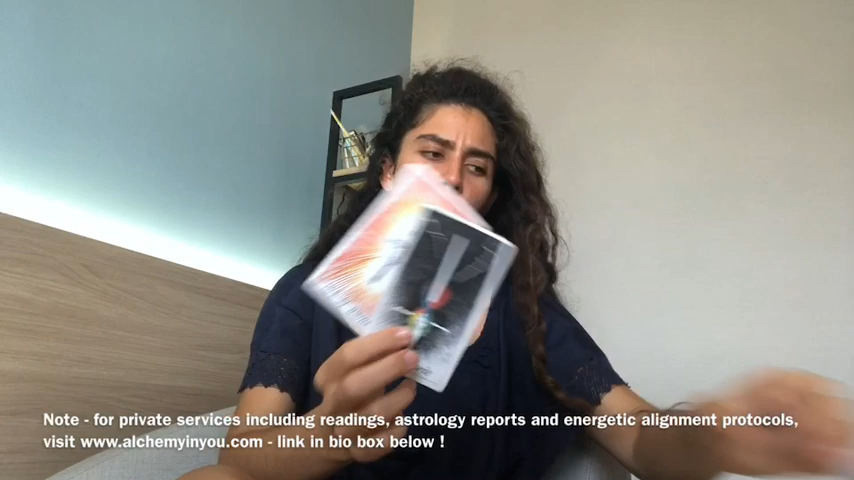 Note - for private services including readings, astrology reports and energetic alignment protocols,
visit www.alchemyinyou.com - link in bio box below !